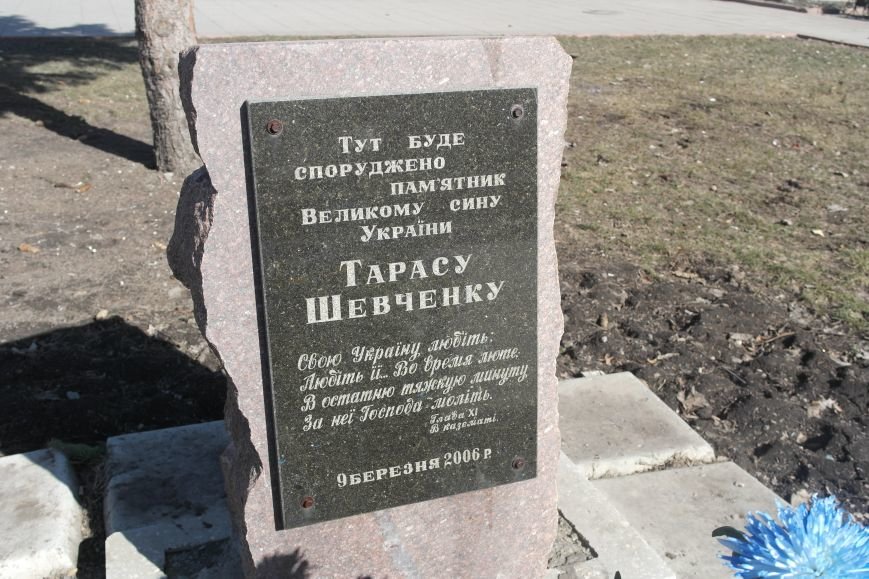 Тут буде
споруджено
пам'ятник
Великому сину
України
Тарасу
Шевченку
Свою Україну любіть:
Любіть її.. Во время люте.
В остатню тяжкую минуту
За неї Господа моліть.
Глава XI
В казематі.
9 березня 2006 р.